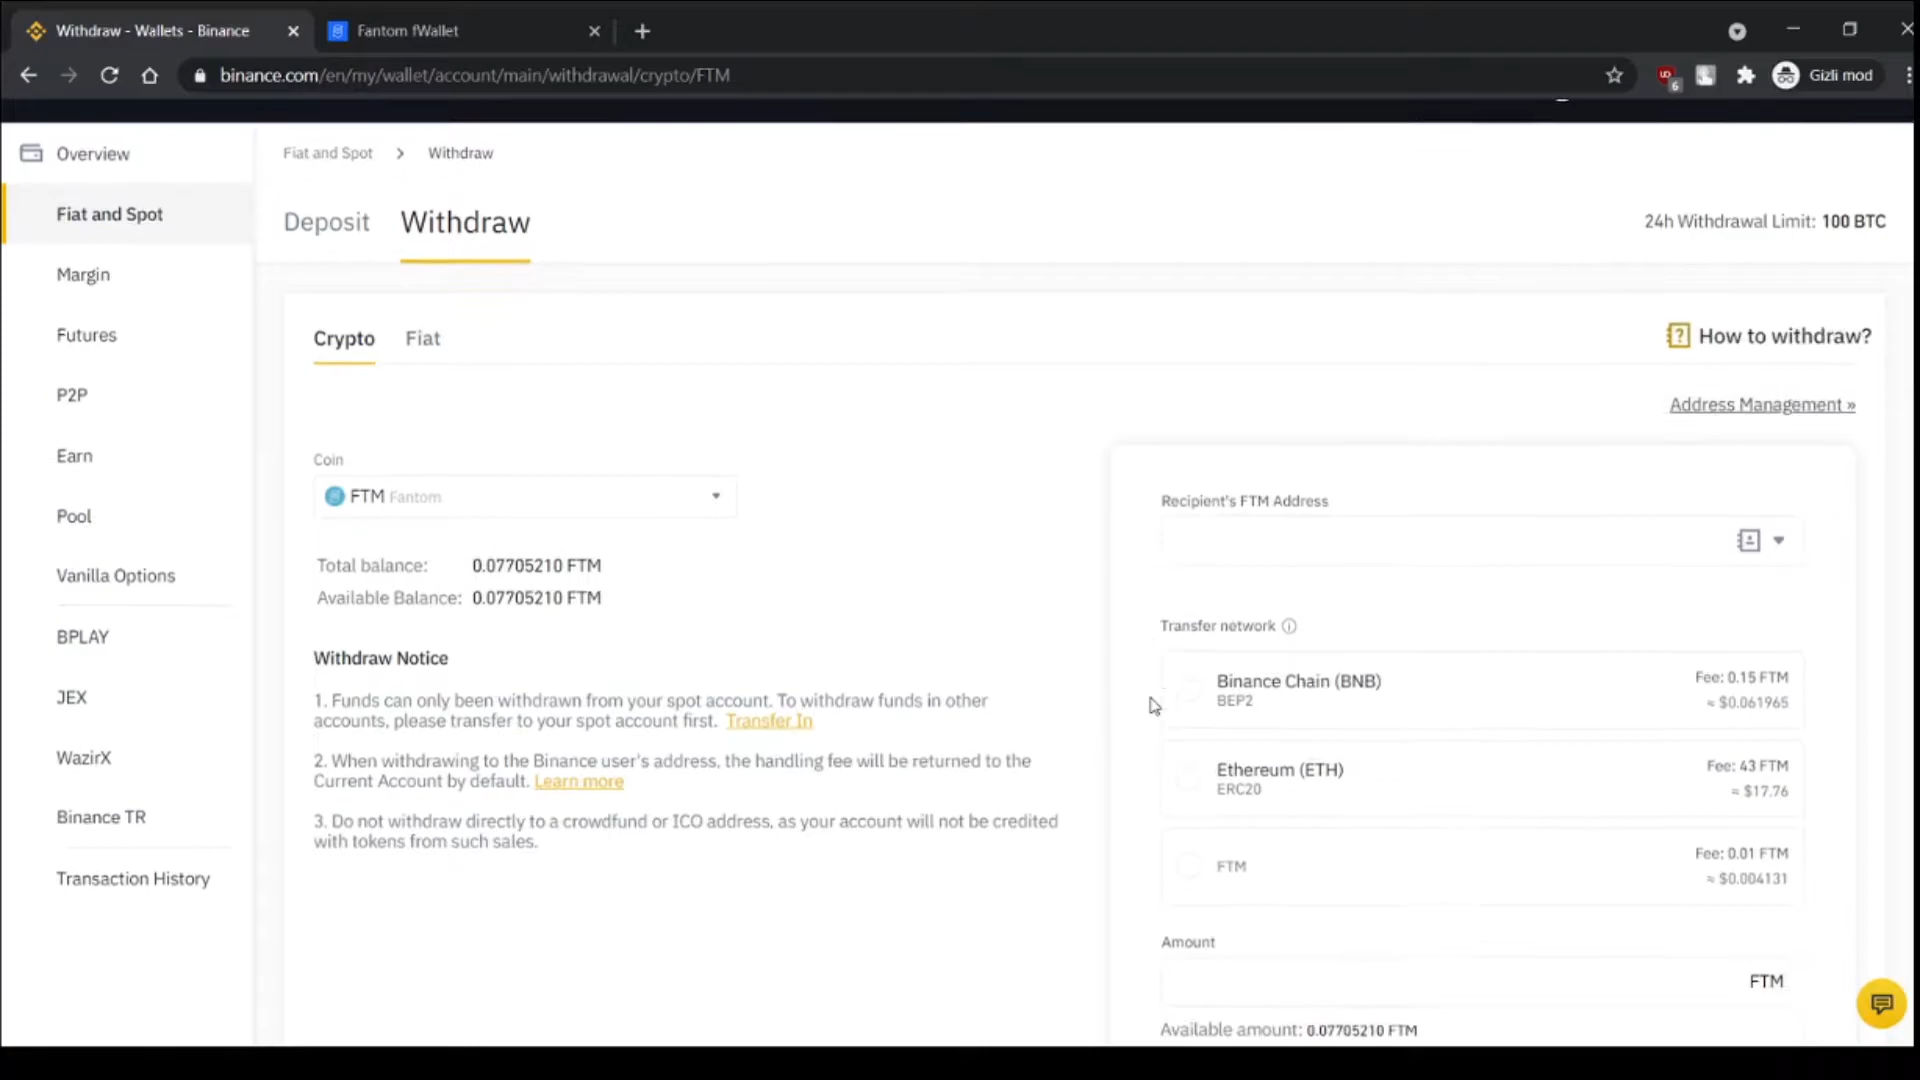 Withdraw - Wallets - Binance
Fantom fWallet
binance.com/en/my/wallet/account/main/withdrawal/crypto/FTM
6
Gizli mod
Overview
Fiat and Spot
Margin
Futures
P2P
Earn
Pool
Vanilla Options
BPLAY
JEX
WazirX
Binance TR
Transaction History
Fiat and Spot > Withdraw
Deposit
Withdraw
24h Withdrawal Limit: 100 BTC
Crypto
Fiat
How to withdraw?
Address Management »
Coin
FTM Fantom
Total balance: 0.07705210 FTM
Available Balance: 0.07705210 FTM
Withdraw Notice
1. Funds can only been withdrawn from your spot account. To withdraw funds in other
accounts, please transfer to your spot account first. Transfer In
2. When withdrawing to the Binance user's address, the handling fee will be returned to the
Current Account by default. Learn more
3. Do not withdraw directly to a crowdfund or ICO address, as your account will not be credited
with tokens from such sales.
Recipient's FTM Address
Transfer network
Binance Chain (BNB)
BEP2
Fee: 0.15 FTM
≈ $0.061965
Ethereum (ETH)
ERC20
Fee: 43 FTM
≈ $17.76
FTM
Fee: 0.01 FTM
≈ $0.004131
Amount
FTM
Available amount: 0.07705210 FTM